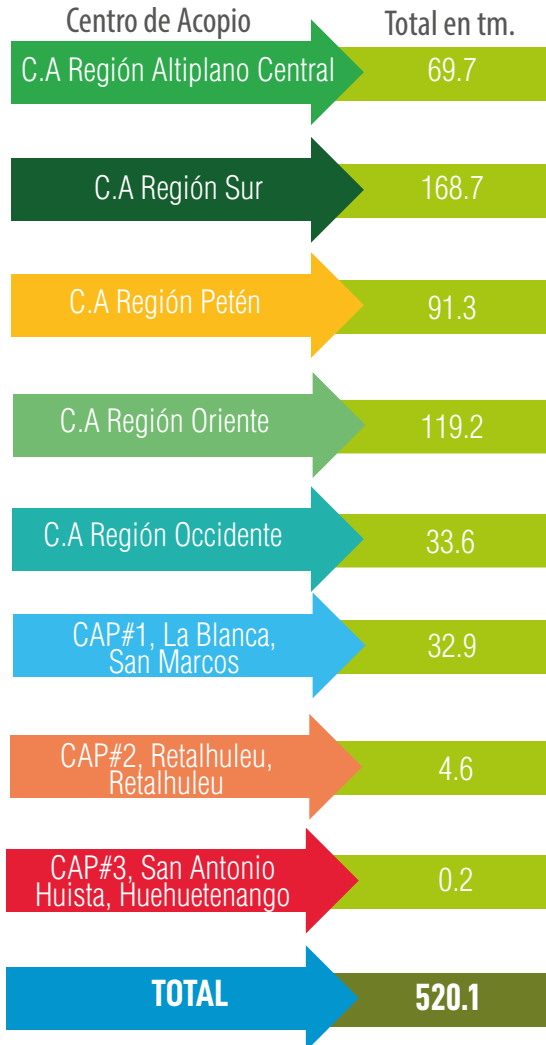 Centro de Acopio Total en tm.
C.A Región Altiplano Central 69.7
C.A Región Sur 168.7
C.A Región Petén 91.3
C.A Región Oriente 119.2
C.A Región Occidente 33.6
CAP#1, La Blanca,
San Marcos 32.9
CAP#2, Retalhuleu,
Retalhuleu 4.6
CAP#3, San Antonio
Huista, Huehuetenango 0.2
TOTAL 520.1